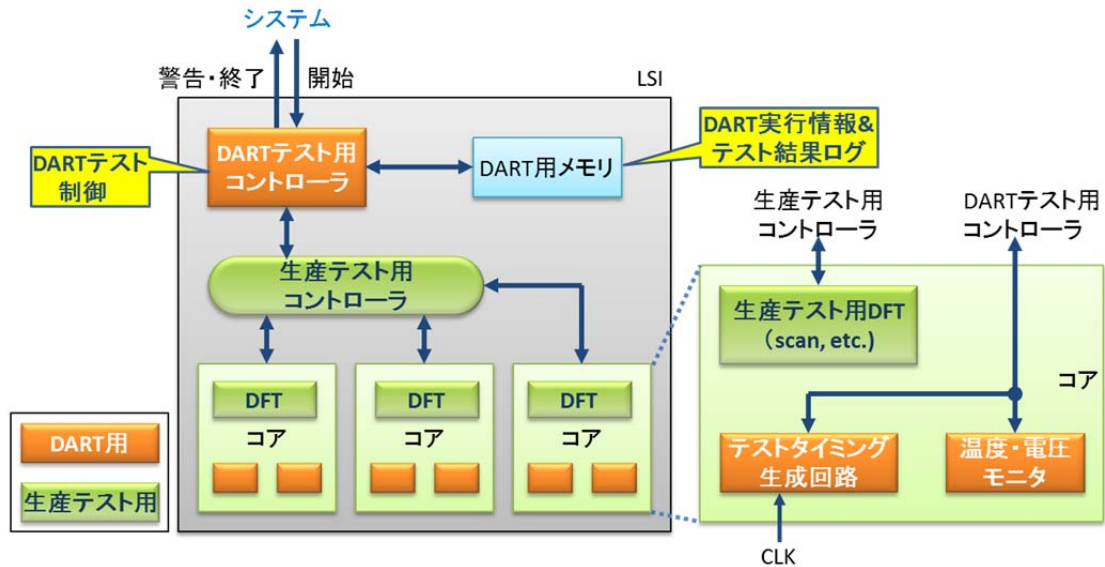 システム
警告・終了
開始
LSI
DARTテスト
制御
DARTテスト用
コントローラ
DART用メモリ
DART実行情報&
テスト結果ログ
生産テスト用
コントローラ
DFT
コア
DFT
コア
DFT
コア
DART用
生産テスト用
生産テスト用
コントローラ
DARTテスト用
コントローラ
生産テスト用DFT
（scan, etc.)
コア
テストタイミング
生成回路
温度・電圧
モニタ
CLK